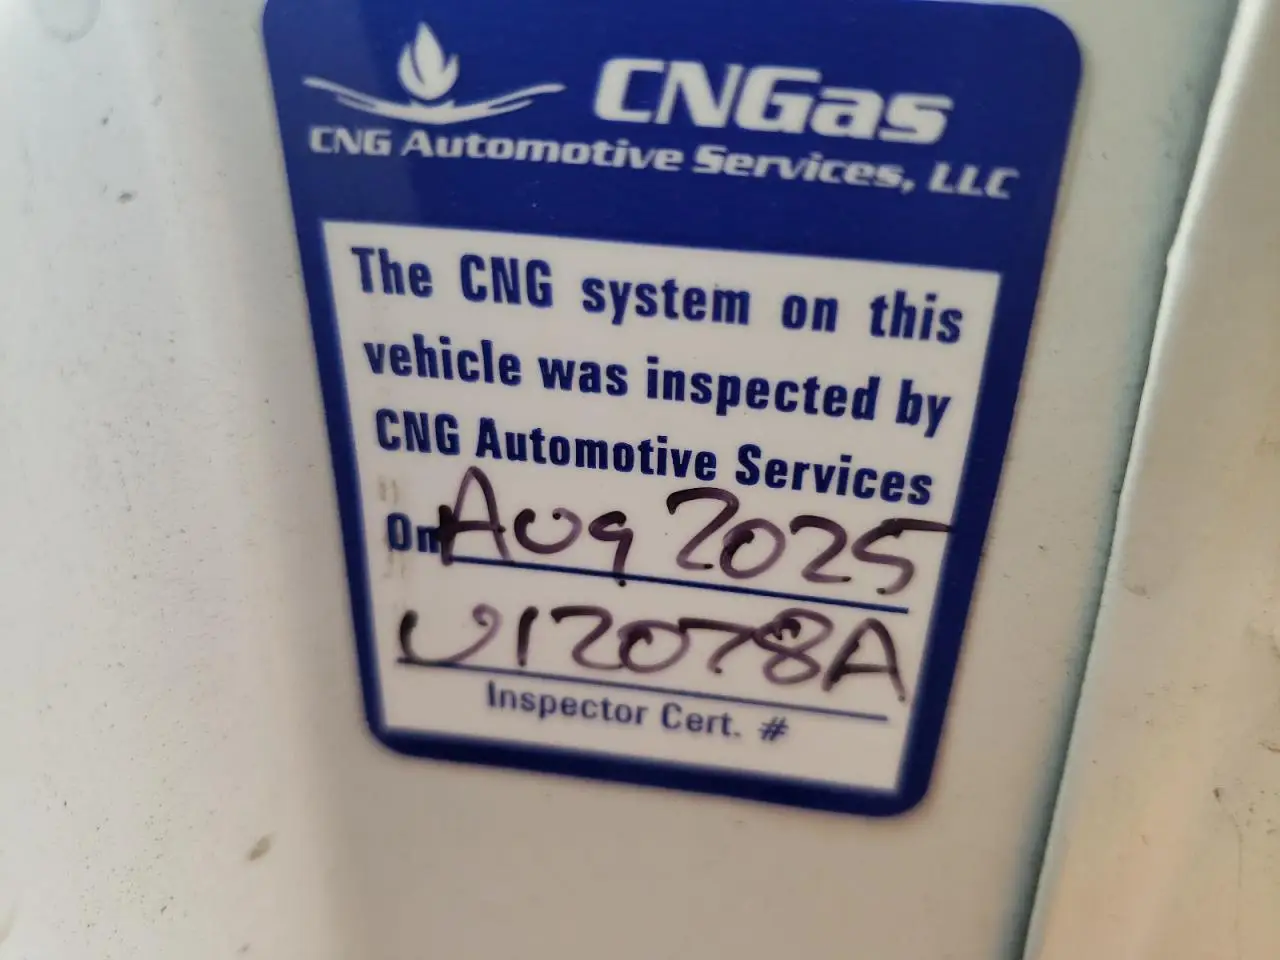 CNGas
CNG Automotive Services, LLC
The CNG system on this
vehicle was inspected by
CNG Automotive Services
On Aug 2025
U12078A
Inspector Cert. #